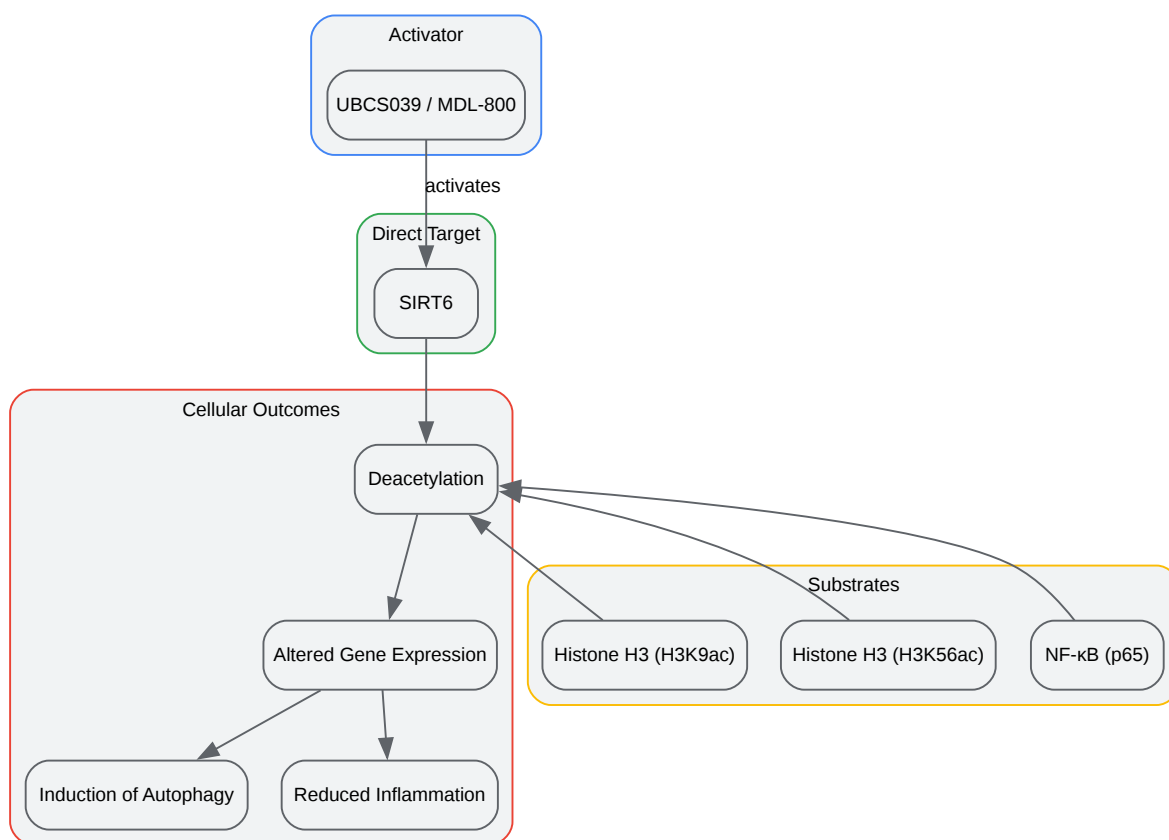 Activator
UBCS039 / MDL-800
activates
Direct Target
SIRT6
Cellular Outcomes
Deacetylation
Substrates
Altered Gene Expression
Histone H3 (H3K9ac)
Histone H3 (H3K56ac)
NF-κB (p65)
Induction of Autophagy
Reduced Inflammation